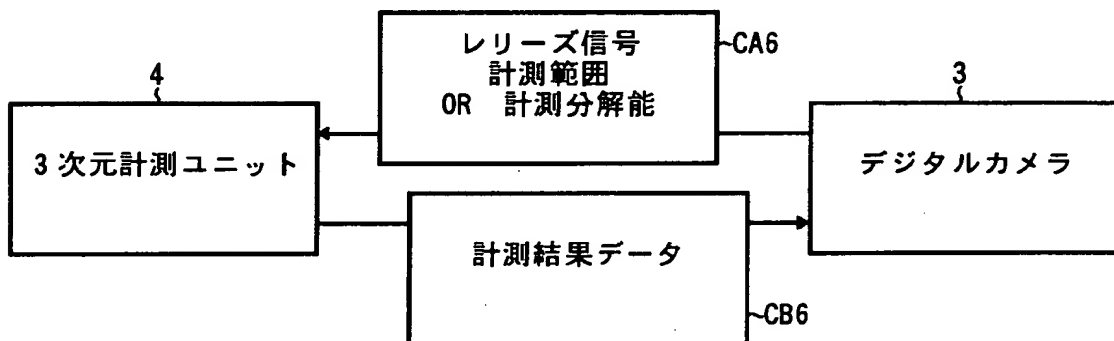 レリーズ信号
計測範囲
OR 計測分解能
CA6
4
3次元計測ユニット
3
デジタルカメラ
計測結果データ
CB6